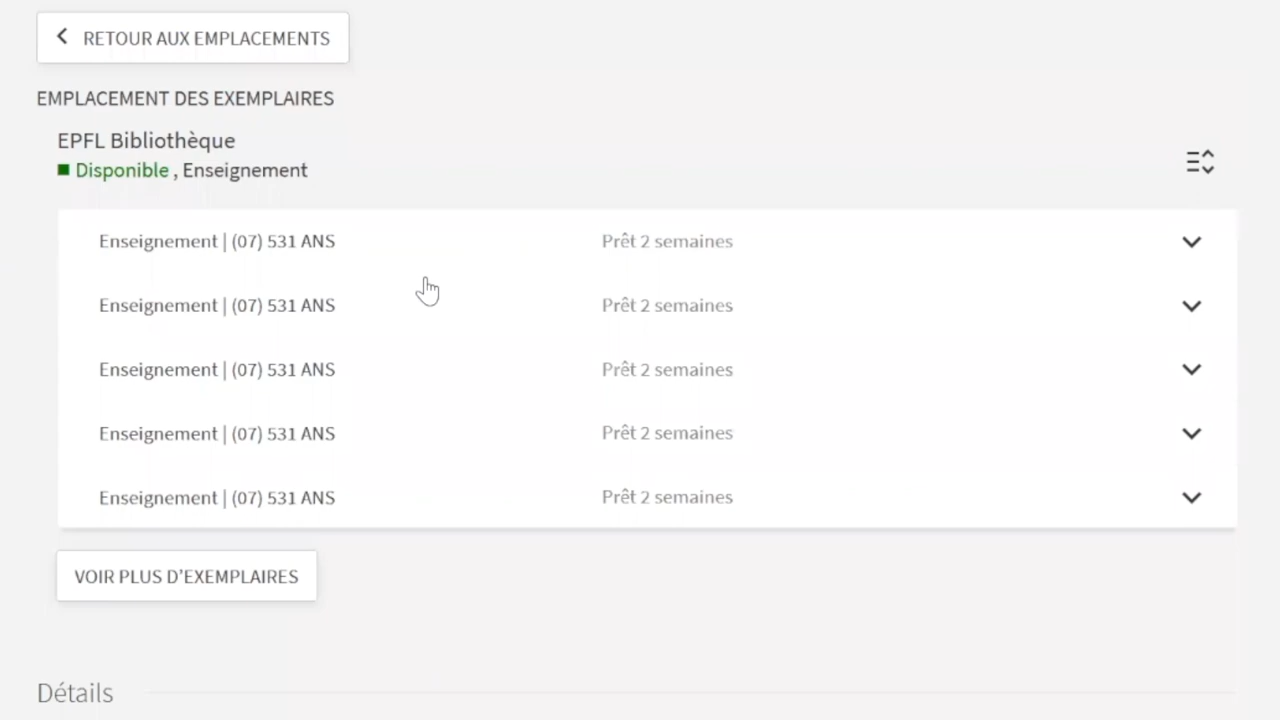 RETOUR AUX EMPLACEMENTS
EMPLACEMENT DES EXEMPLAIRES
EPFL Bibliothèque
Disponible , Enseignement
Enseignement | (07) 531 ANS Prêt 2 semaines
Enseignement | (07) 531 ANS Prêt 2 semaines
Enseignement | (07) 531 ANS Prêt 2 semaines
Enseignement | (07) 531 ANS Prêt 2 semaines
Enseignement | (07) 531 ANS Prêt 2 semaines
VOIR PLUS D'EXEMPLAIRES
Détails